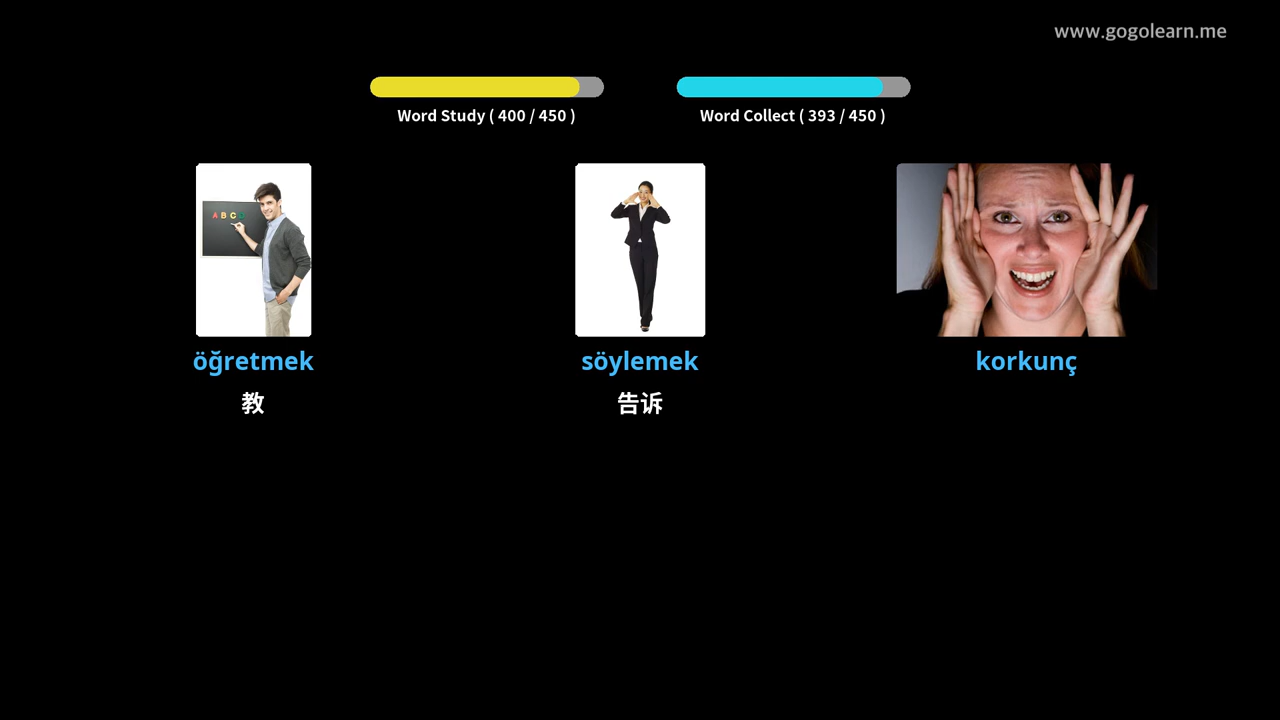 www.gogolearn.me
Word Study ( 400 / 450 )
Word Collect ( 393 / 450 )
A B C D
öğretmek
söylemek
korkunç
教
告诉